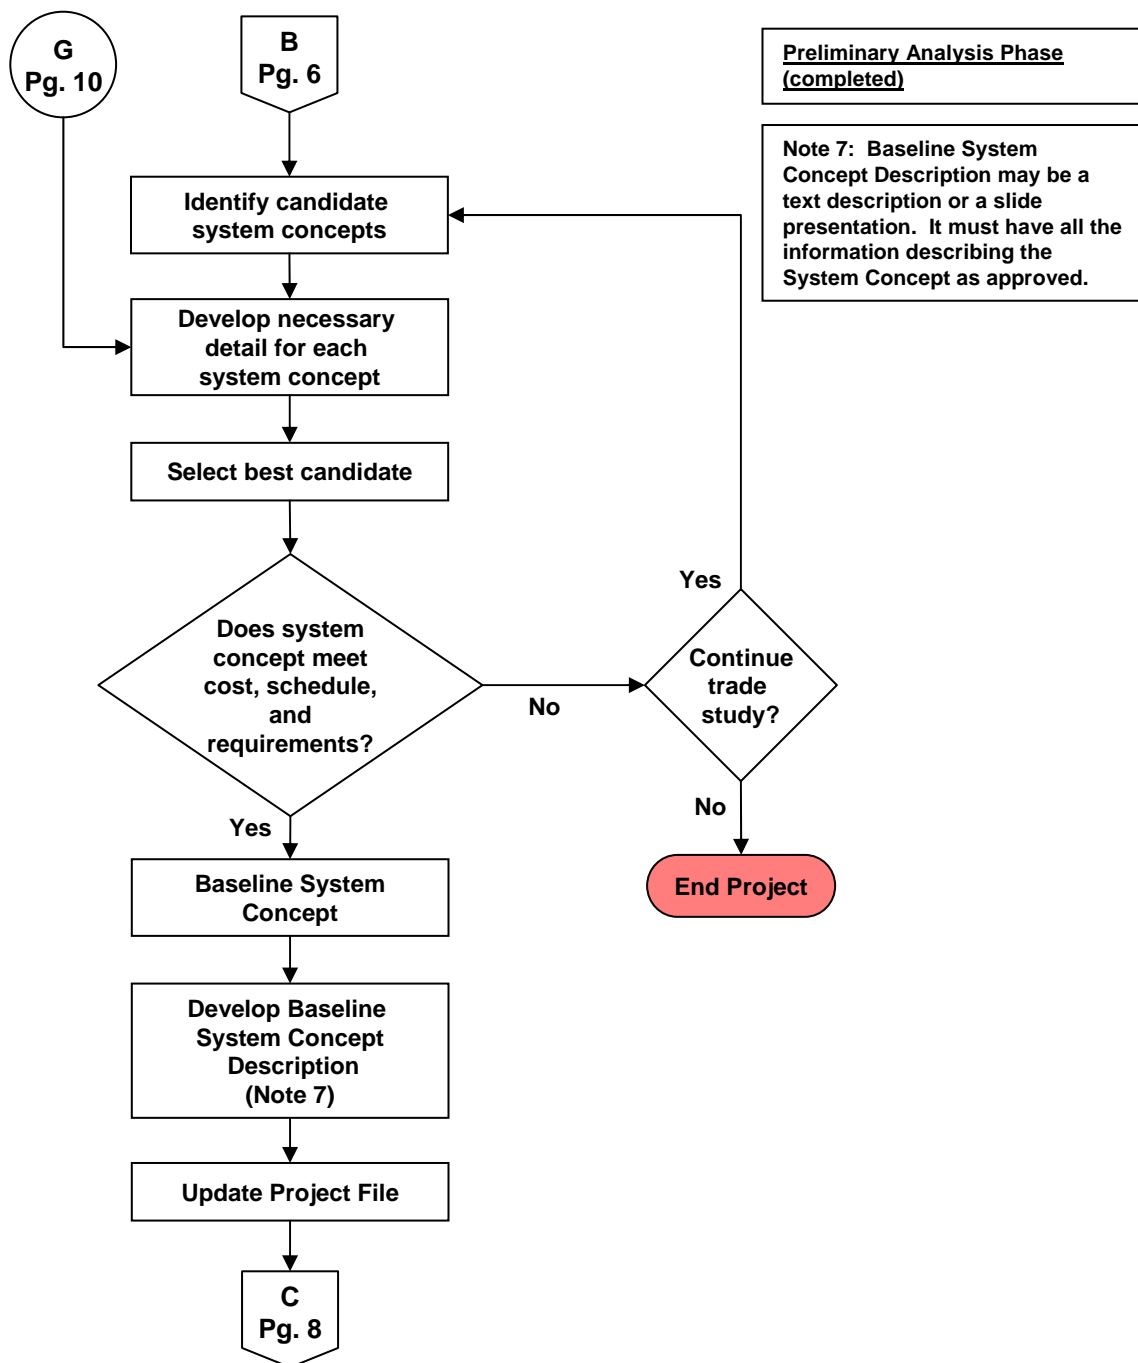 G
Pg. 10
B
Pg. 6
Preliminary Analysis Phase
(completed)
Note 7:  Baseline System
Concept Description may be a
text description or a slide
presentation.  It must have all the
information describing the
System Concept as approved.
Identify candidate
system concepts
Develop necessary
detail for each
system concept
Select best candidate
Does system
concept meet
cost, schedule,
and
requirements?
No
Yes
Continue
trade
study?
Yes
No
End Project
Baseline System
Concept
Develop Baseline
System Concept
Description
(Note 7)
Update Project File
C
Pg. 8